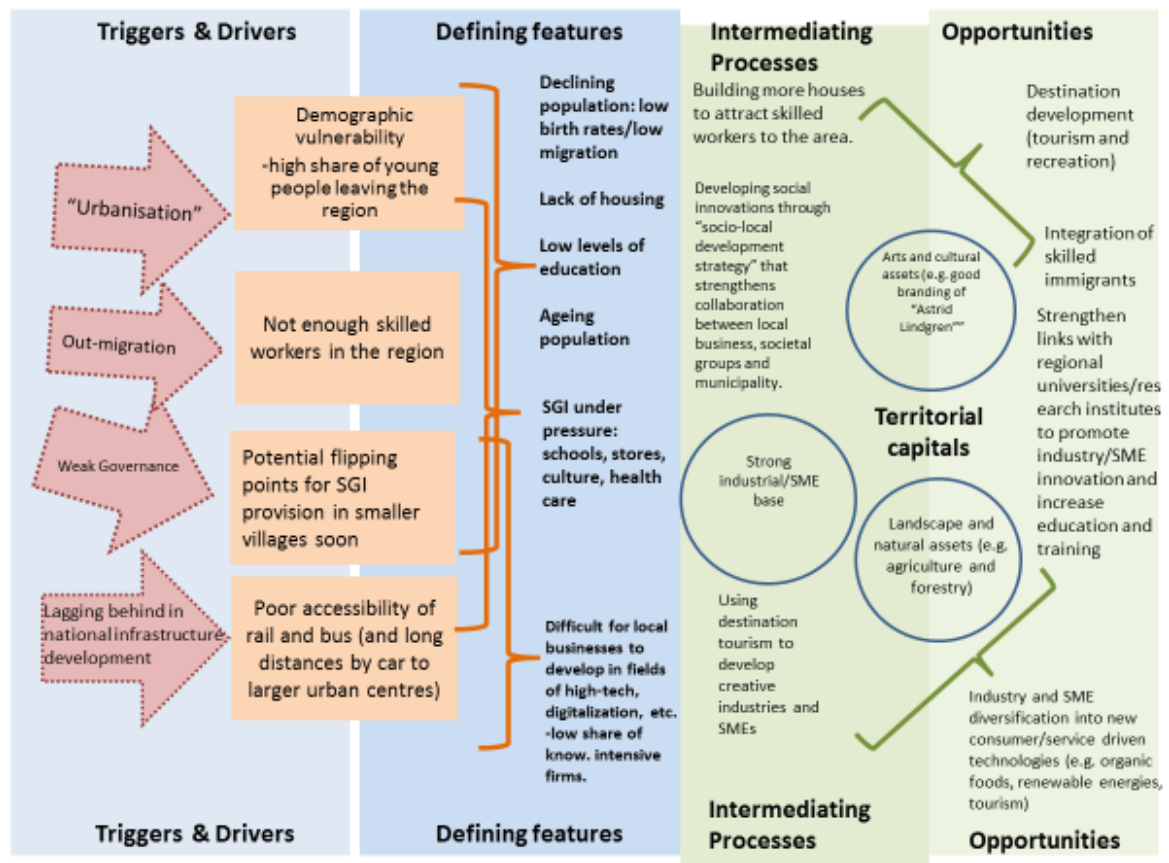 Triggers & Drivers
Defining features
Intermediating
Processes
Opportunities
"Urbanisation"
Out-migration
Weak Governance
Lagging behind in
national infrastructure
development
Demographic
vulnerability
-high share of young
people leaving the
region
Not enough skilled
workers in the region
Potential flipping
points for SGI
provision in smaller
villages soon
Poor accessibility of
rail and bus (and long
distances by car to
larger urban centres)
Declining
population: low
birth rates/low
migration
Lack of housing
Low levels of
education
Ageing
population
SGI under
pressure:
schools, stores,
culture, health
care
Difficult for local
businesses to
develop in fields
of high-tech,
digitalization, etc.
-low share of
know. intensive
firms.
Building more houses
to attract skilled
workers to the area.
Developing social
innovations through
"socio-local
development
strategy" that
strengthens
collaboration
between local
business, societal
groups and
municipality.
Strong
industrial/SME
base
Using
destination
tourism to
develop
creative
industries and
SMEs
Arts and cultural
assets (e.g. good
branding of
"Astrid
Lindgren""
Territorial
capitals
Landscape and
natural assets (e.g.
agriculture and
forestry)
Destination
development
(tourism and
recreation)
Integration of
skilled
immigrants
Strengthen
links with
regional
universities/res
earch institutes
to promote
industry/SME
innovation and
increase
education and
training
Industry and SME
diversification into new
consumer/service driven
technologies (e.g. organic
foods, renewable energies,
tourism)
Triggers & Drivers
Defining features
Intermediating
Processes
Opportunities